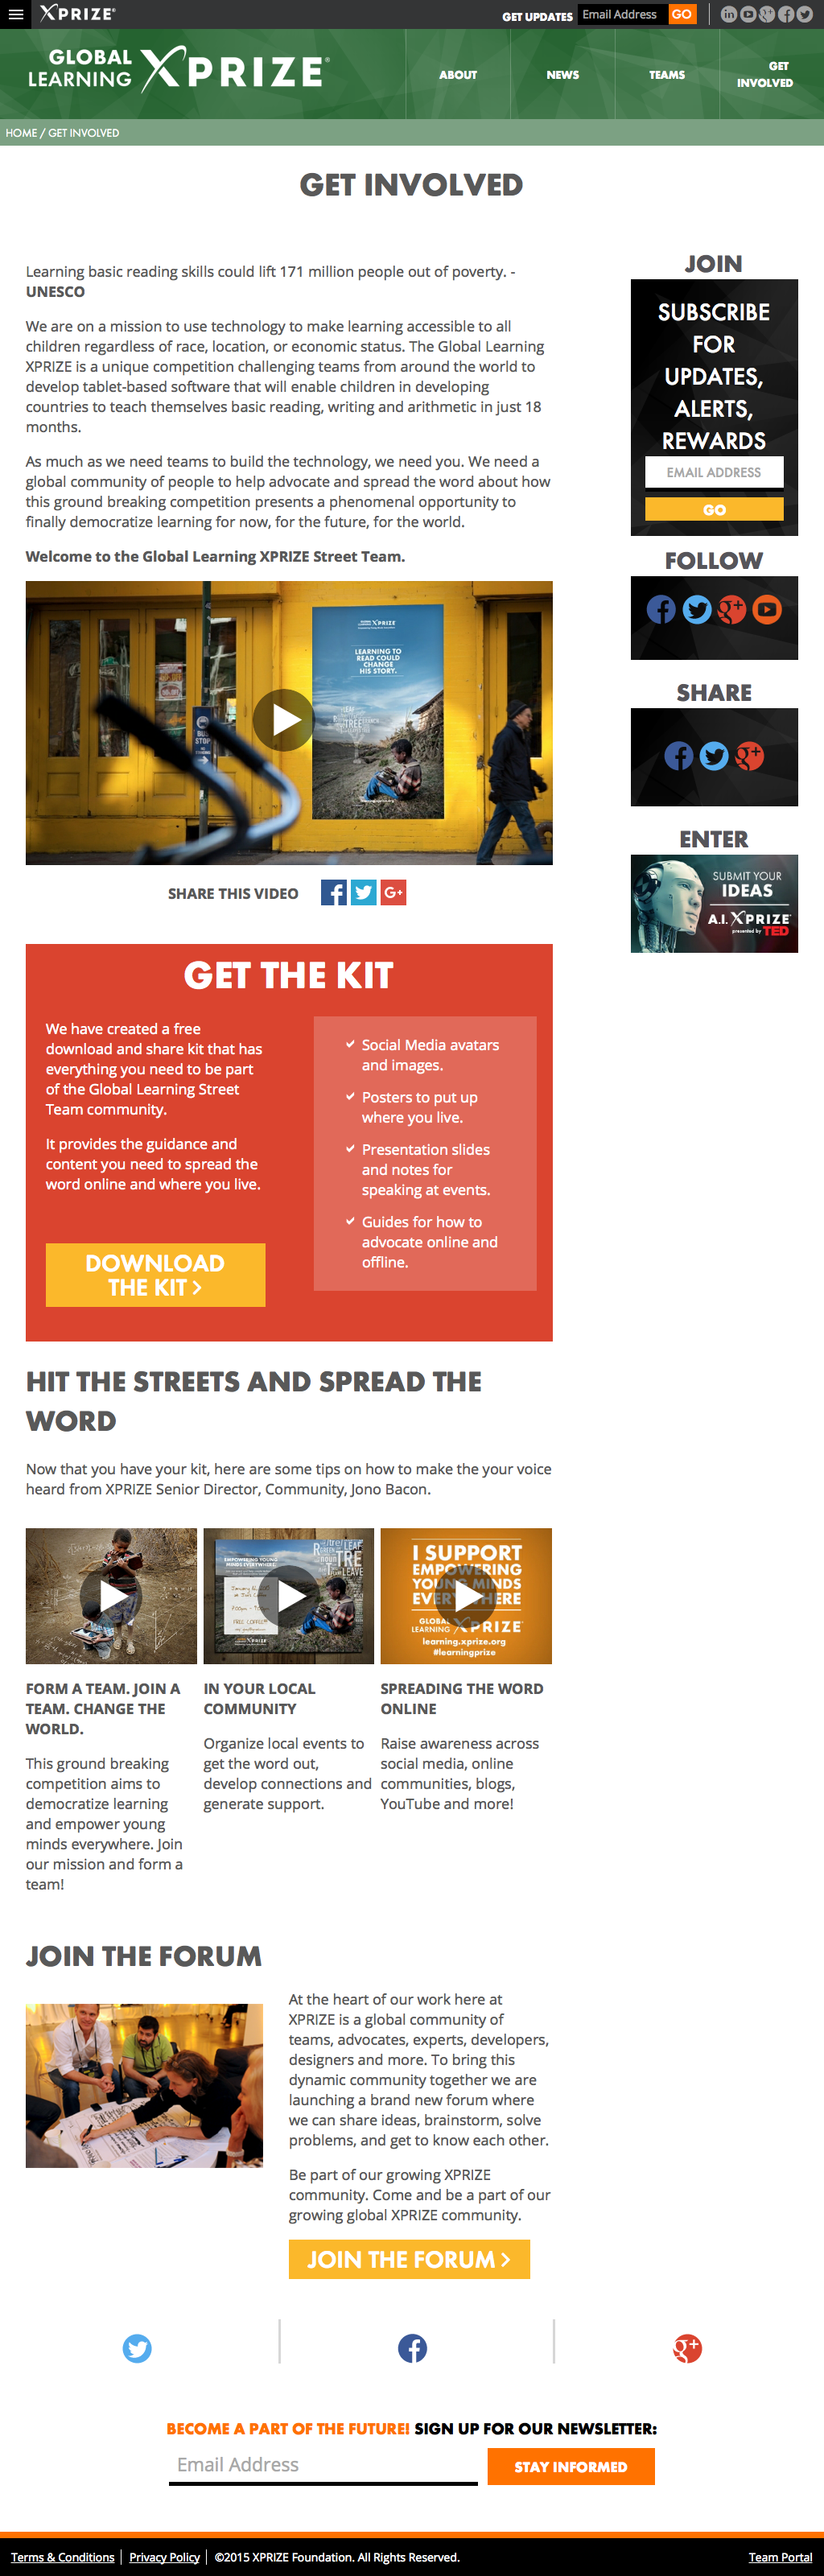 XPRIZE
GET UPDATES
Email Address
GO
GLOBAL
LEARNING
XPRIZE
ABOUT
NEWS
TEAMS
GET
INVOLVED
HOME / GET INVOLVED
GET INVOLVED
Learning basic reading skills could lift 171 million people out of poverty. -
UNESCO
We are on a mission to use technology to make learning accessible to all
children regardless of race, location, or economic status. The Global Learning
XPRIZE is a unique competition challenging teams from around the world to
develop tablet-based software that will enable children in developing
countries to teach themselves basic reading, writing and arithmetic in just 18
months.
As much as we need teams to build the technology, we need you. We need a
global community of people to help advocate and spread the word about how
this ground breaking competition presents a phenomenal opportunity to
finally democratize learning for now, for the future, for the world.
Welcome to the Global Learning XPRIZE Street Team.
XPRIZE
LEARNING TO
READ COULD
CHANGE
HIS STORY.
TREE
BUS
STOP
SHARE THIS VIDEO
JOIN
SUBSCRIBE
FOR
UPDATES,
ALERTS,
REWARDS
EMAIL ADDRESS
GO
FOLLOW
SHARE
ENTER
SUBMIT YOUR
IDEAS
A.I. XPRIZE
presented by TED
GET THE KIT
We have created a free
download and share kit that has
everything you need to be part
of the Global Learning Street
Team community.
It provides the guidance and
content you need to spread the
word online and where you live.
DOWNLOAD
THE KIT >
Social Media avatars
and images.
Posters to put up
where you live.
Presentation slides
and notes for
speaking at events.
Guides for how to
advocate online and
offline.
HIT THE STREETS AND SPREAD THE
WORD
Now that you have your kit, here are some tips on how to make the your voice
heard from XPRIZE Senior Director, Community, Jono Bacon.
EMPOWERING YOUNG
MINDS EVERYWHERE.
LEAF
TREE
LEAVE
FREE COFFEE
XPRIZE
I SUPPORT
EMPOWERING
YOUNG MINDS
EVERYWHERE
GLOBAL
LEARNING XPRIZE
learning.xprize.org
#learningprize
FORM A TEAM. JOIN A
TEAM. CHANGE THE
WORLD.
This ground breaking
competition aims to
democratize learning
and empower young
minds everywhere. Join
our mission and form a
team!
IN YOUR LOCAL
COMMUNITY
Organize local events to
get the word out,
develop connections and
generate support.
SPREADING THE WORD
ONLINE
Raise awareness across
social media, online
communities, blogs,
YouTube and more!
JOIN THE FORUM
At the heart of our work here at
XPRIZE is a global community of
teams, advocates, experts, developers,
designers and more. To bring this
dynamic community together we are
launching a brand new forum where
we can share ideas, brainstorm, solve
problems, and get to know each other.
Be part of our growing XPRIZE
community. Come and be a part of our
growing global XPRIZE community.
JOIN THE FORUM >
BECOME A PART OF THE FUTURE! SIGN UP FOR OUR NEWSLETTER:
Email Address
STAY INFORMED
Terms & Conditions
Privacy Policy
©2015 XPRIZE Foundation. All Rights Reserved.
Team Portal